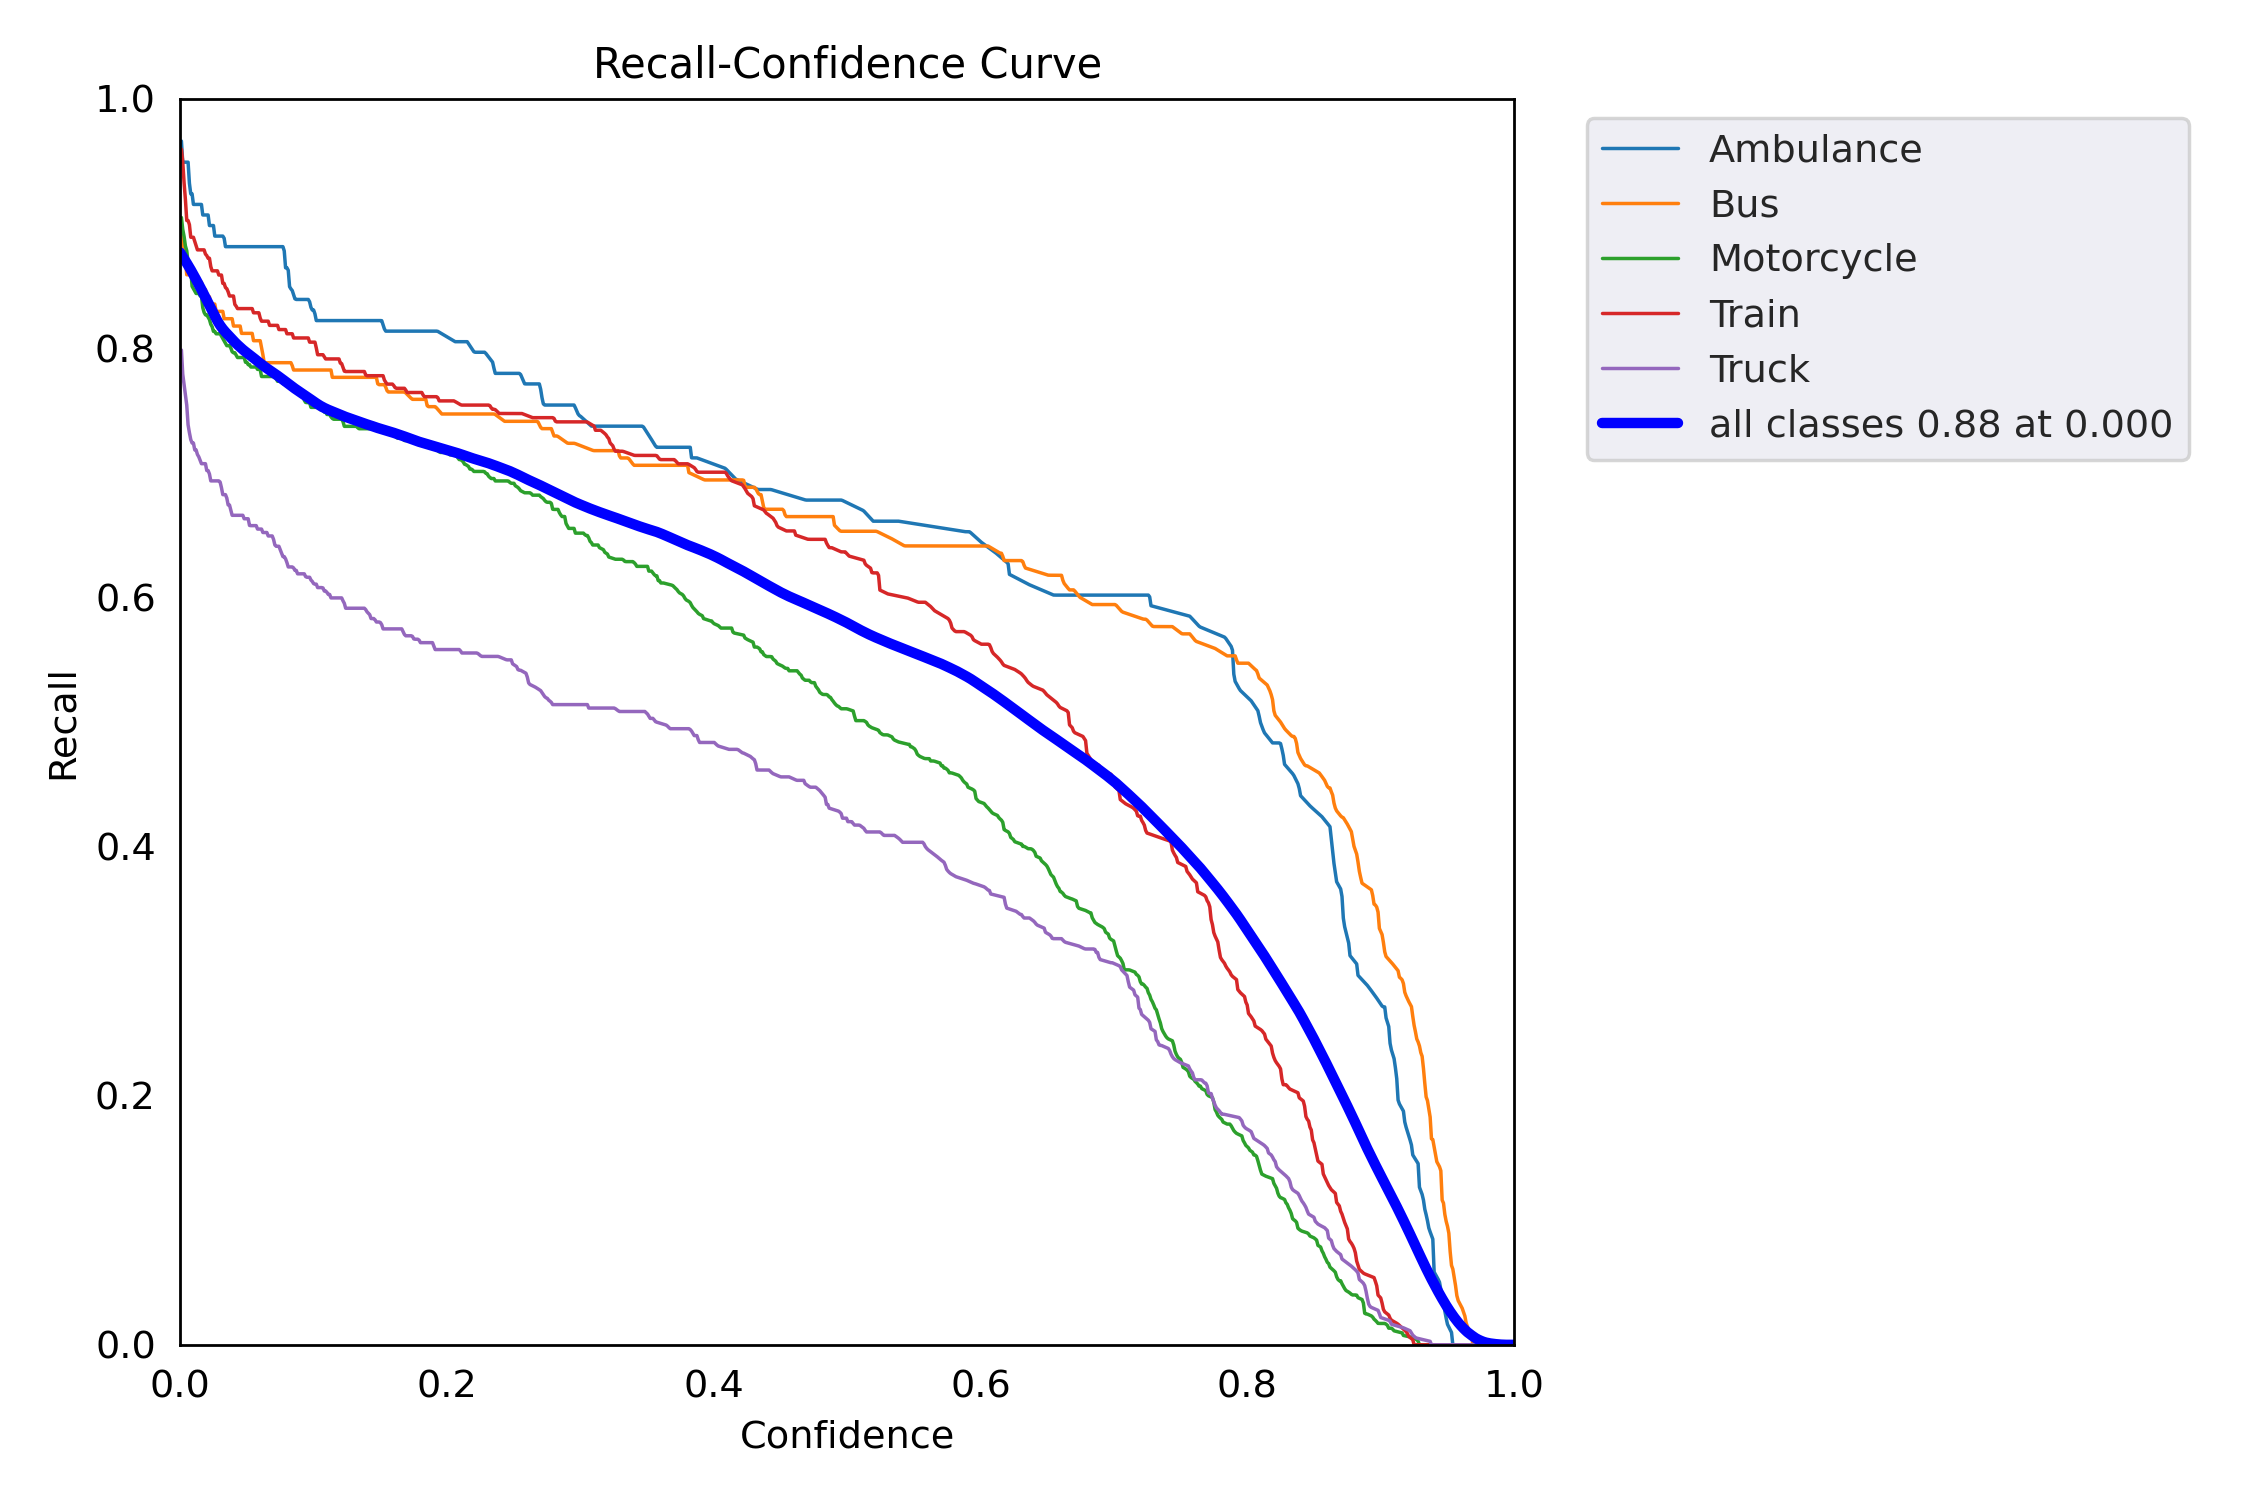 Recall-Confidence Curve
1.0
0.8
0.6
0.4
0.2
0.0
Recall
0.0 0.2 0.4 0.6 0.8 1.0
Confidence
Ambulance
Bus
Motorcycle
Train
Truck
all classes 0.88 at 0.000